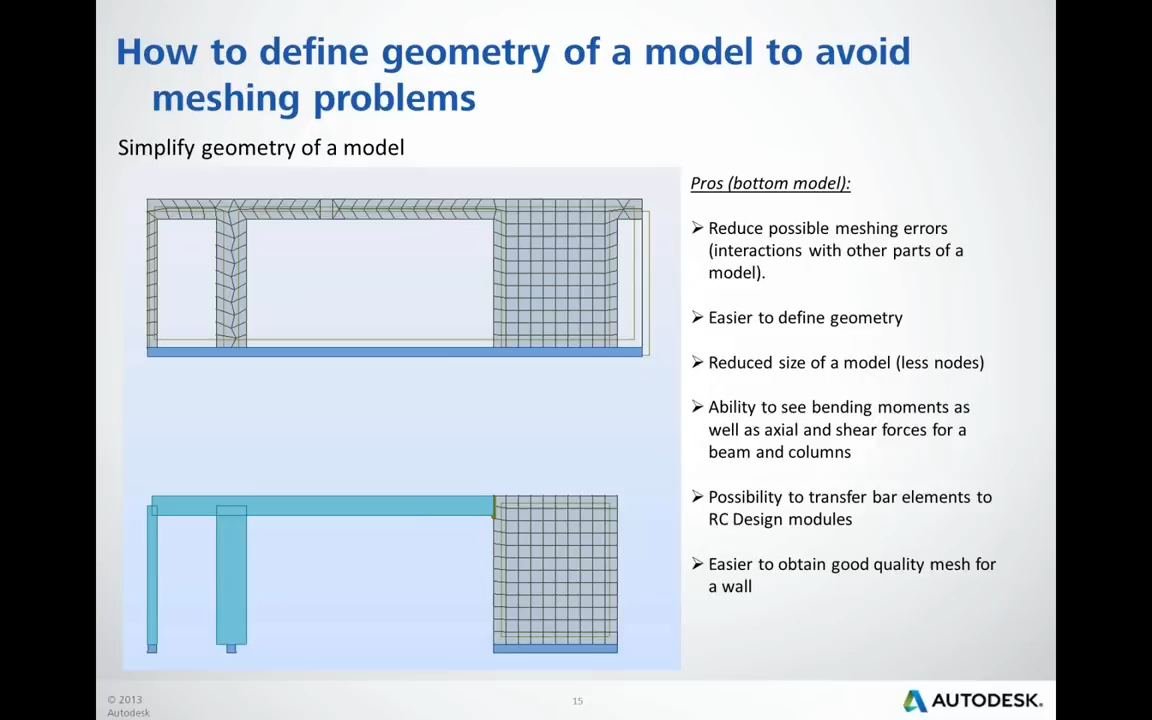 How to define geometry of a model to avoid
meshing problems
Simplify geometry of a model
Pros (bottom model):
➢ Reduce possible meshing errors
(interactions with other parts of a
model).
➢ Easier to define geometry
➢ Reduced size of a model (less nodes)
➢ Ability to see bending moments as
well as axial and shear forces for a
beam and columns
➢ Possibility to transfer bar elements to
RC Design modules
➢ Easier to obtain good quality mesh for
a wall
© 2013
Autodesk
15
AUTODESK.